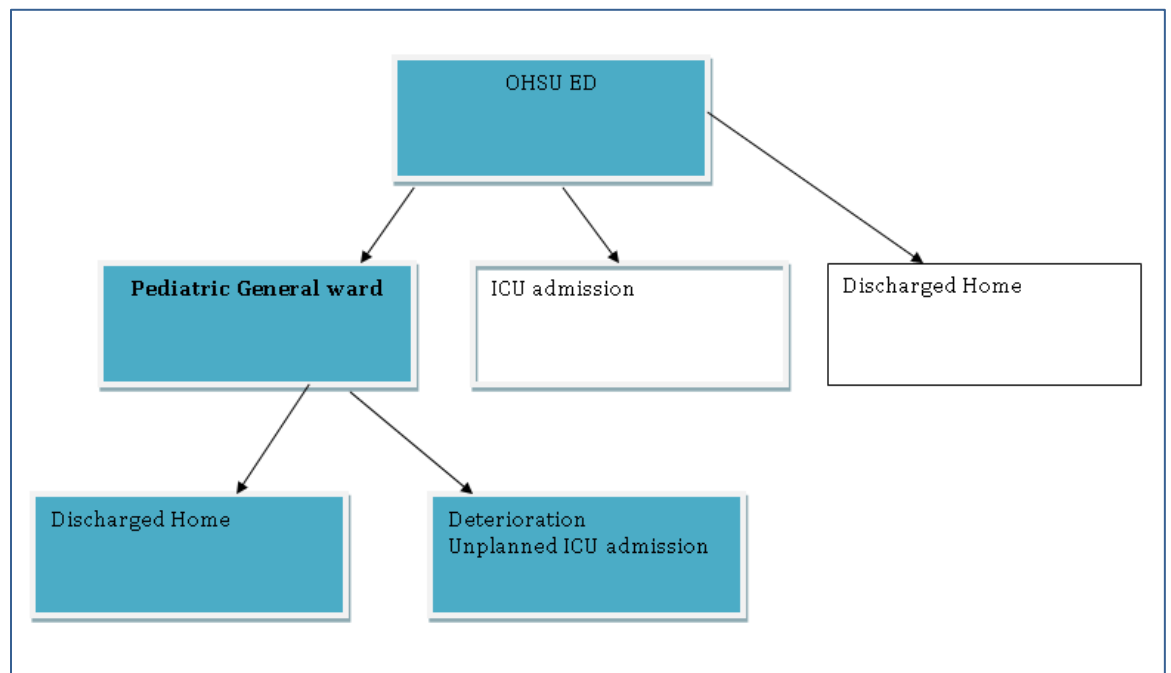 OHSU ED
Pediatric General ward
ICU admission
Discharged Home
Discharged Home
Deterioration
Unplanned ICU admission